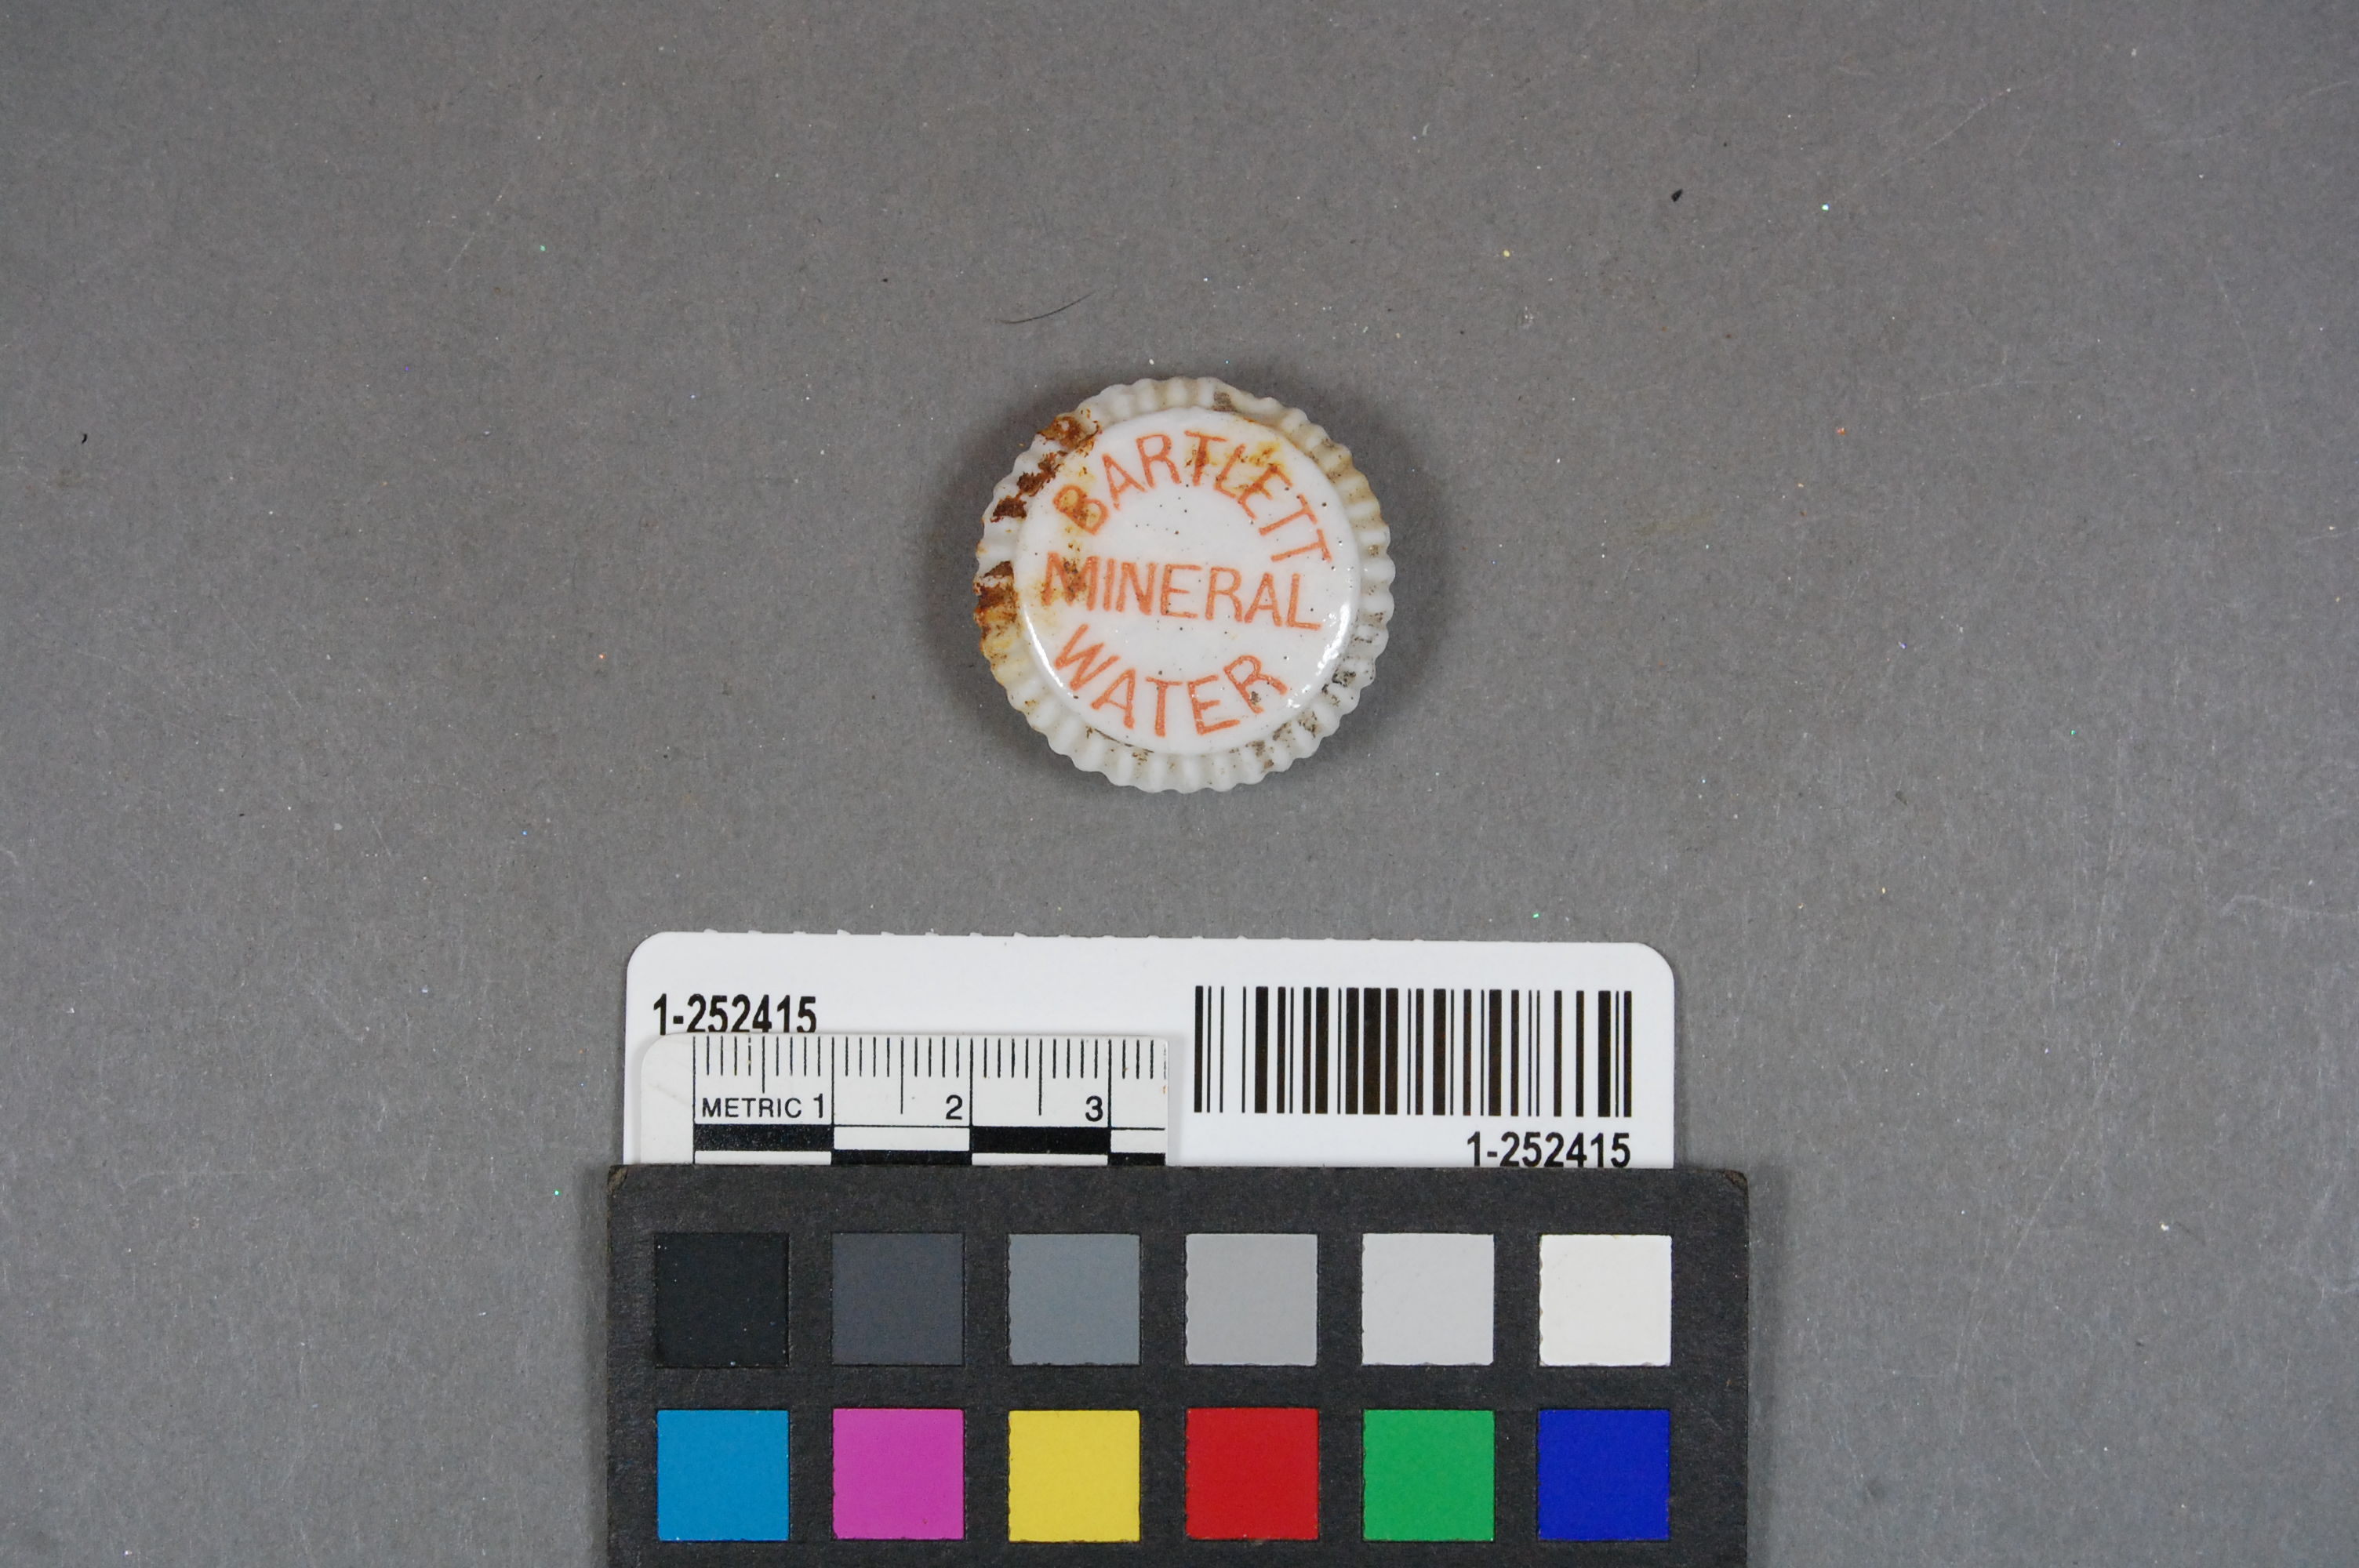 BARTLETT
MINERAL
WATER
1-252415
METRIC 1 2 3
1-252415